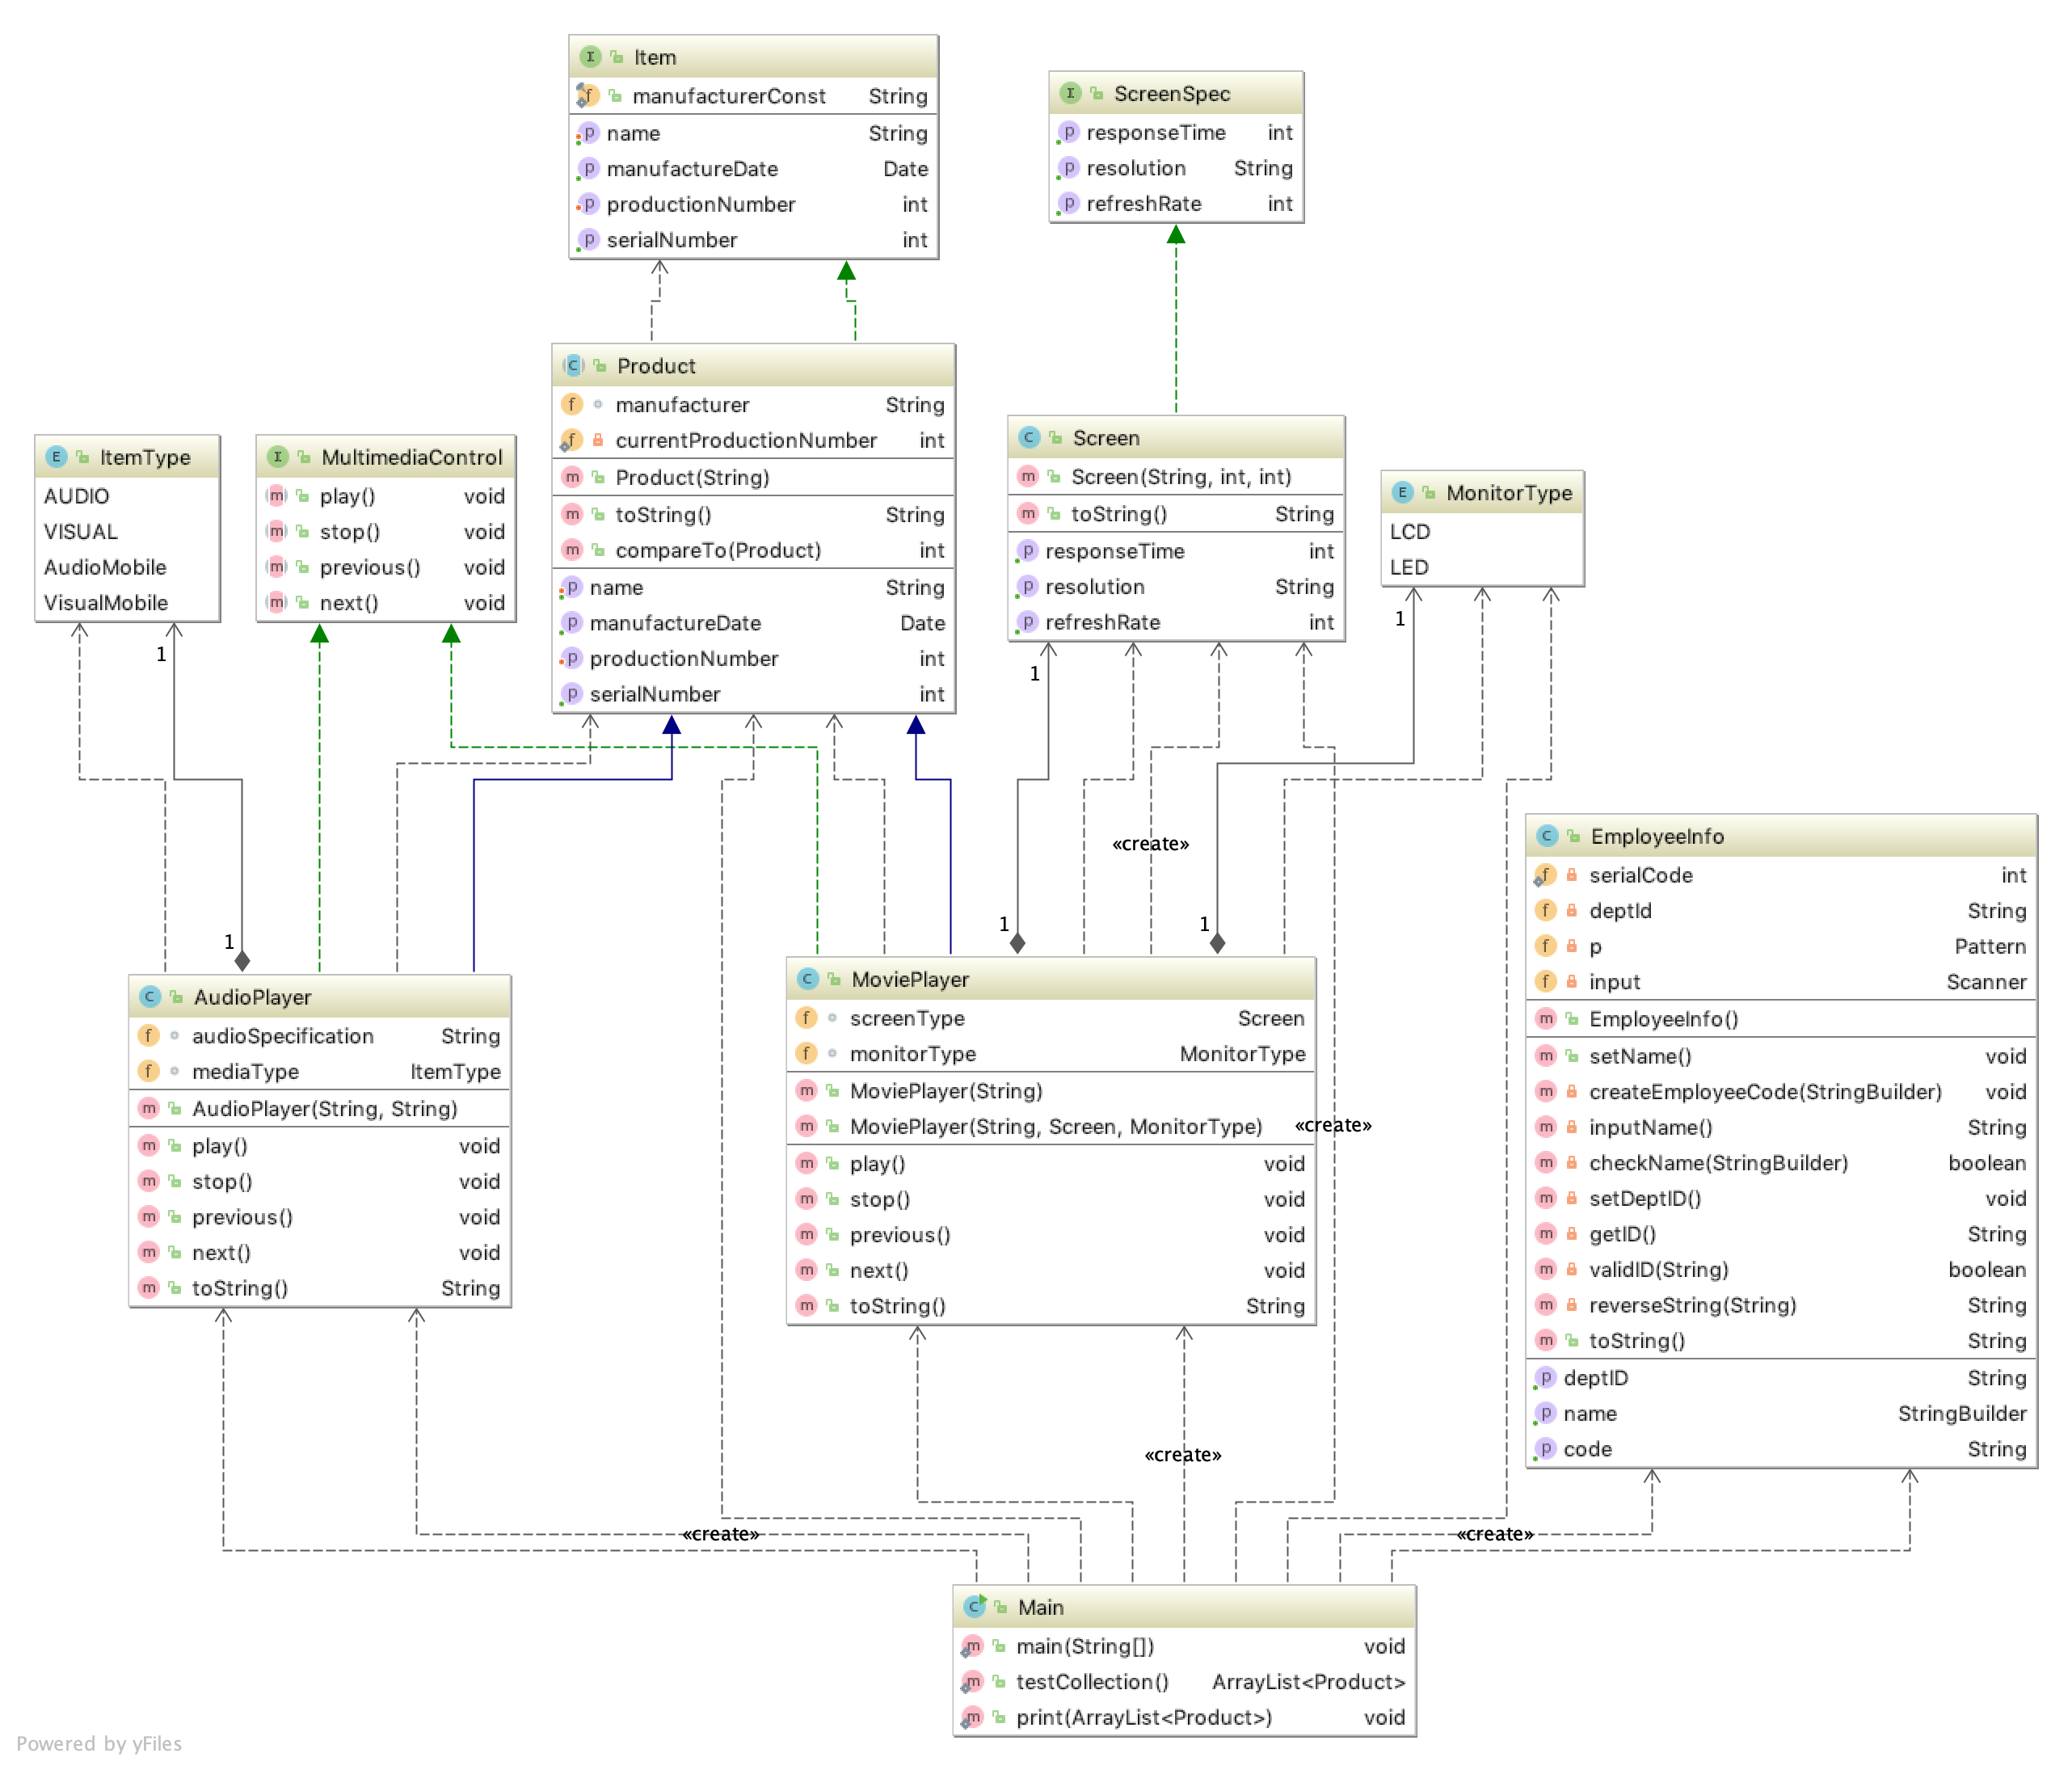 Item
manufacturerConst String
name String
manufactureDate Date
productionNumber int
serialNumber int
ScreenSpec
responseTime int
resolution String
refreshRate int
Product
manufacturer String
currentProductionNumber int
Product(String)
toString() String
compareTo(Product) int
name String
manufactureDate Date
productionNumber int
serialNumber int
Screen
Screen(String, int, int)
toString() String
responseTime int
resolution String
refreshRate int
ItemType
AUDIO
VISUAL
AudioMobile
VisualMobile
MultimediaControl
play() void
stop() void
previous() void
next() void
MonitorType
LCD
LED
1
1
1
«create»
1
1
1
EmployeeInfo
serialCode int
deptId String
p Pattern
input Scanner
EmployeeInfo()
setName() void
createEmployeeCode(StringBuilder) void
inputName() String
checkName(StringBuilder) boolean
setDeptID() void
getID() String
validID(String) boolean
reverseString(String) String
toString() String
deptID String
name StringBuilder
code String
AudioPlayer
audioSpecification String
mediaType ItemType
AudioPlayer(String, String)
play() void
stop() void
previous() void
next() void
toString() String
MoviePlayer
screenType Screen
monitorType MonitorType
MoviePlayer(String)
MoviePlayer(String, Screen, MonitorType)
play() void
stop() void
previous() void
next() void
toString() String
«create»
«create»
«create»
«create»
Main
main(String[]) void
testCollection() ArrayList<Product>
print(ArrayList<Product>) void
Powered by yFiles